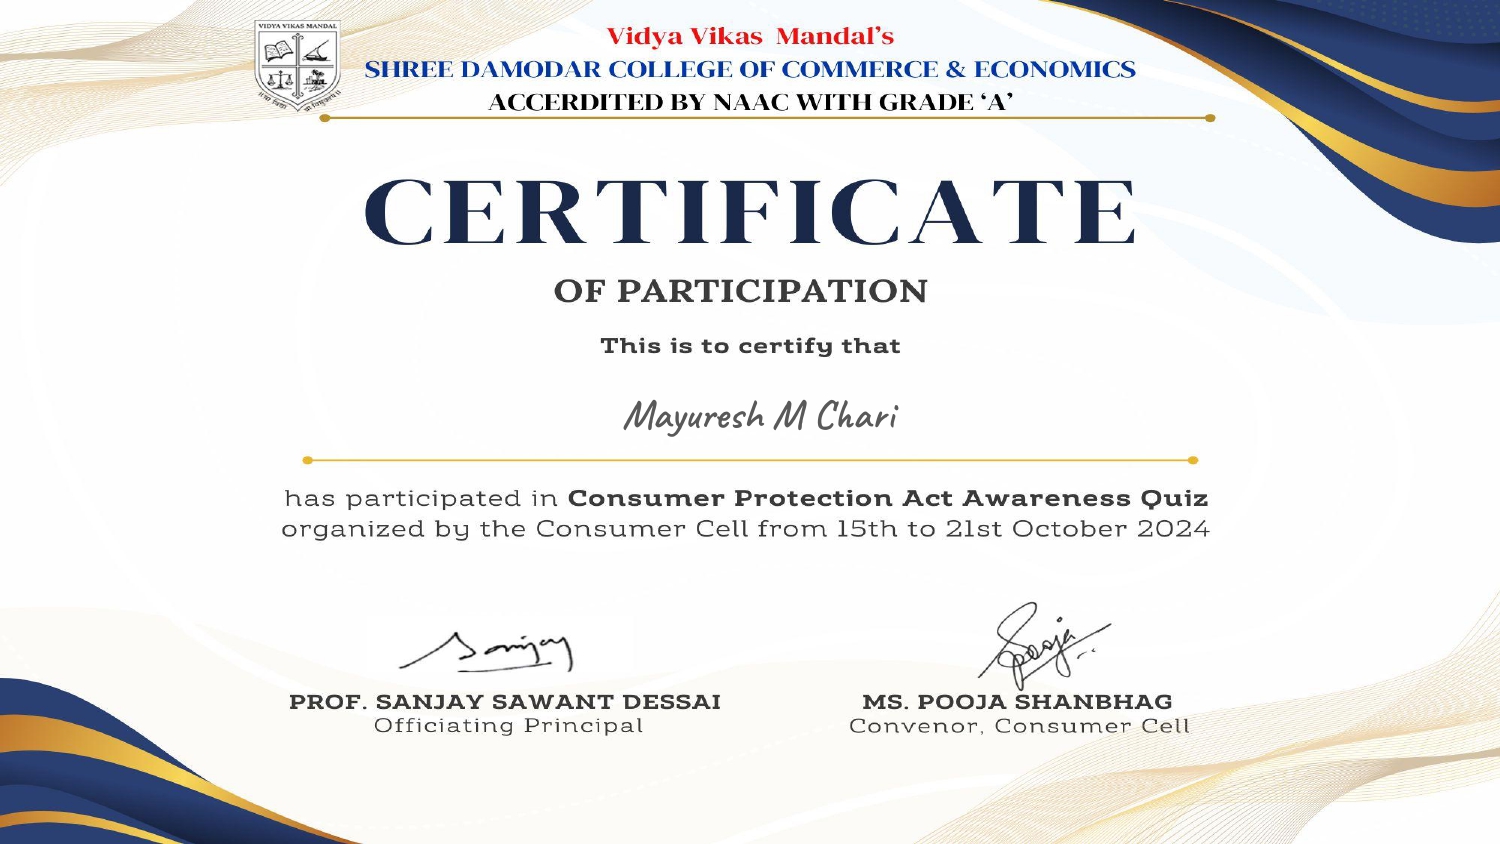 VIDYA VIKAS MANDAL
Vidya Vikas Mandal’s
SHREE DAMODAR COLLEGE OF COMMERCE & ECONOMICS
ACCERDITED BY NAAC WITH GRADE ‘A’
CERTIFICATE
OF PARTICIPATION
This is to certify that
Mayuresh M Chari
has participated in Consumer Protection Act Awareness Quiz
organized by the Consumer Cell from 15th to 21st October 2024
Sanjay
Pooja
PROF. SANJAY SAWANT DESSAI
MS. POOJA SHANBHAG
Officiating Principal
Convenor, Consumer Cell